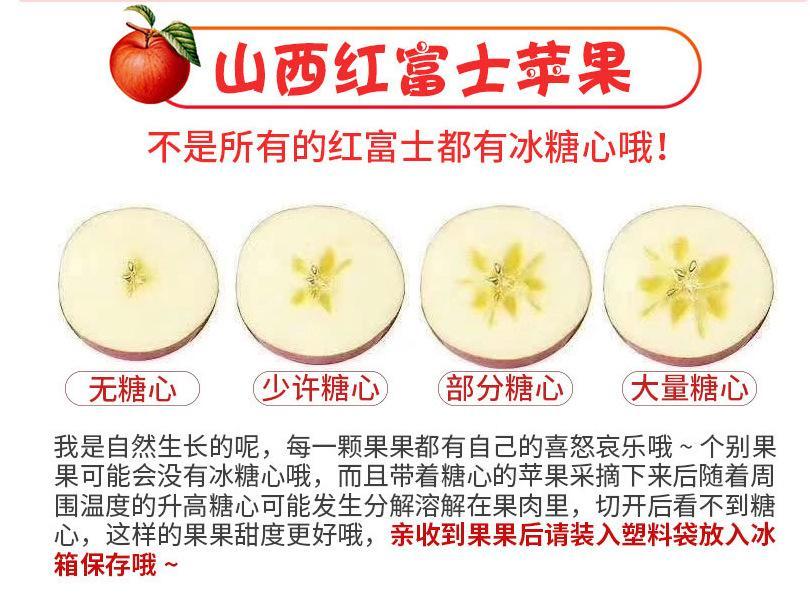 山西红富士苹果
不是所有的红富士都有冰糖心哦！
无糖心
少许糖心
部分糖心
大量糖心
我是自然生长的呢，每一颗果果都有自己的喜怒哀乐哦~个别果
果可能会没有冰糖心哦，而且带着糖心的苹果采摘下来后随着周
围温度的升高糖心可能发生分解溶解在果肉里，切开后看不到糖
心，这样的果果甜度更好哦，亲收到果果后请装入塑料袋放入冰
箱保存哦~